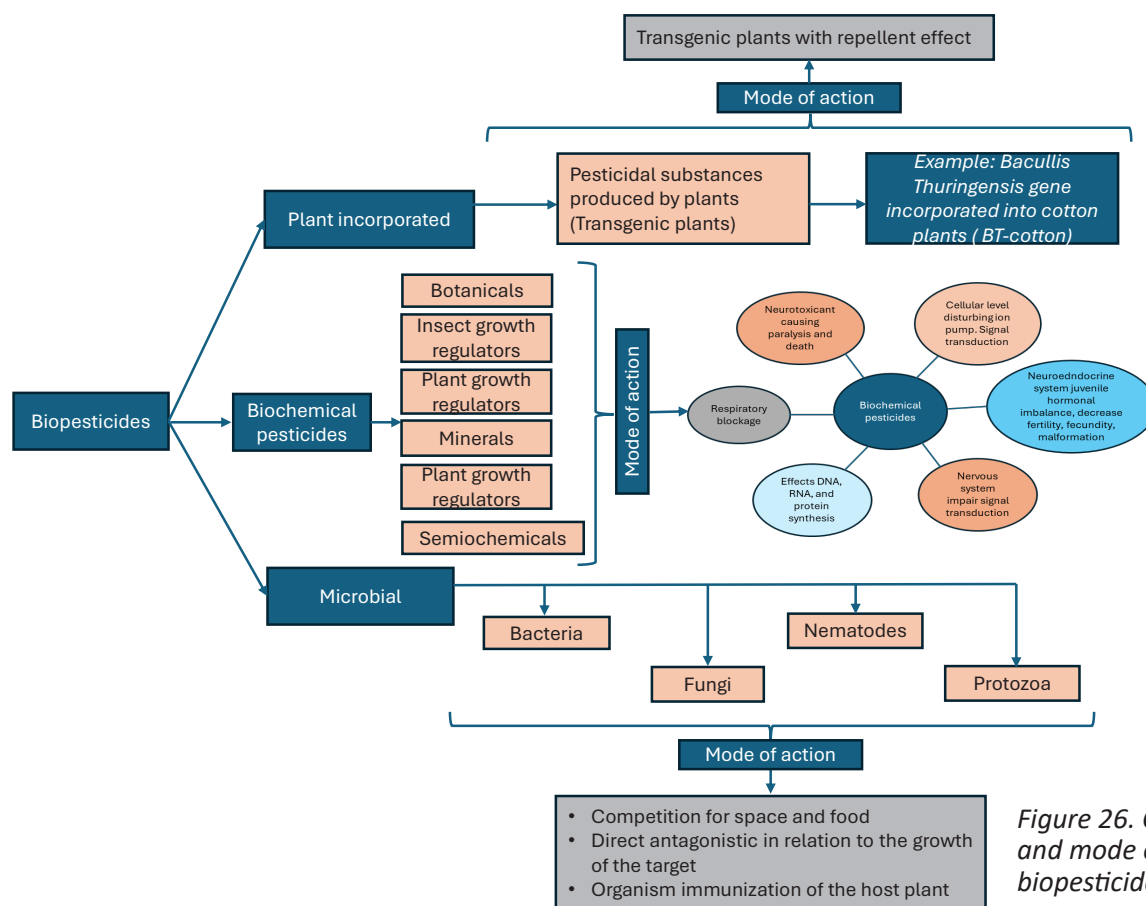 Transgenic plants with repellent effect
Mode of action
Plant incorporated
Pesticidal substances
produced by plants
(Transgenic plants)
Example: Bacullis
Thuringensis gene
incorporated into cotton
plants ( BT-cotton)
Biopesticides
Biochemical
pesticides
Botanicals
Insect growth
regulators
Plant growth
regulators
Minerals
Plant growth
regulators
Semiochemicals
Mode of action
Neurotoxicant
causing
paralysis and
death
Cellular level
disturbing ion
pump. Signal
transduction
Respiratory
blockage
Biochemical
pesticides
Neuroedndocrine
system juvenile
hormonal
imbalance, decrease
fertility, fecundity,
malformation
Effects DNA,
RNA, and
protein
synthesis
Nervous
system
impair signal
transduction
Microbial
Bacteria
Fungi
Nematodes
Protozoa
Mode of action
• Competition for space and food
• Direct antagonistic in relation to the growth
of the target
• Organism immunization of the host plant
Figure 26.
and mode